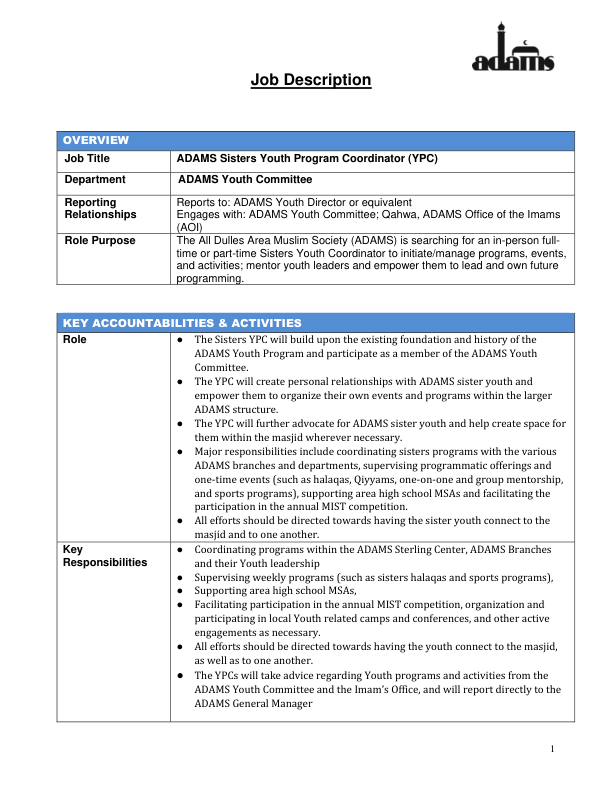 adams
Job Description
OVERVIEW
Job Title
ADAMS Sisters Youth Program Coordinator (YPC)
Department
ADAMS Youth Committee
Reporting
Relationships
Reports to: ADAMS Youth Director or equivalent
Engages with: ADAMS Youth Committee; Qahwa, ADAMS Office of the Imams
(AOI)
Role Purpose
The All Dulles Area Muslim Society (ADAMS) is searching for an in-person full-
time or part-time Sisters Youth Coordinator to initiate/manage programs, events,
and activities; mentor youth leaders and empower them to lead and own future
programming.
KEY ACCOUNTABILITIES & ACTIVITIES
Role
● The Sisters YPC will build upon the existing foundation and history of the
ADAMS Youth Program and participate as a member of the ADAMS Youth
Committee.
● The YPC will create personal relationships with ADAMS sister youth and
empower them to organize their own events and programs within the larger
ADAMS structure.
● The YPC will further advocate for ADAMS sister youth and help create space for
them within the masjid wherever necessary.
● Major responsibilities include coordinating sisters programs with the various
ADAMS branches and departments, supervising programmatic offerings and
one-time events (such as halaqas, Qiyyams, one-on-one and group mentorship,
and sports programs), supporting area high school MSAs and facilitating the
participation in the annual MIST competition.
● All efforts should be directed towards having the sister youth connect to the
masjid and to one another.
Key
Responsibilities
● Coordinating programs within the ADAMS Sterling Center, ADAMS Branches
and their Youth leadership
● Supervising weekly programs (such as sisters halaqas and sports programs),
● Supporting area high school MSAs,
● Facilitating participation in the annual MIST competition, organization and
participating in local Youth related camps and conferences, and other active
engagements as necessary.
● All efforts should be directed towards having the youth connect to the masjid,
as well as to one another.
● The YPCs will take advice regarding Youth programs and activities from the
ADAMS Youth Committee and the Imam's Office, and will report directly to the
ADAMS General Manager
1